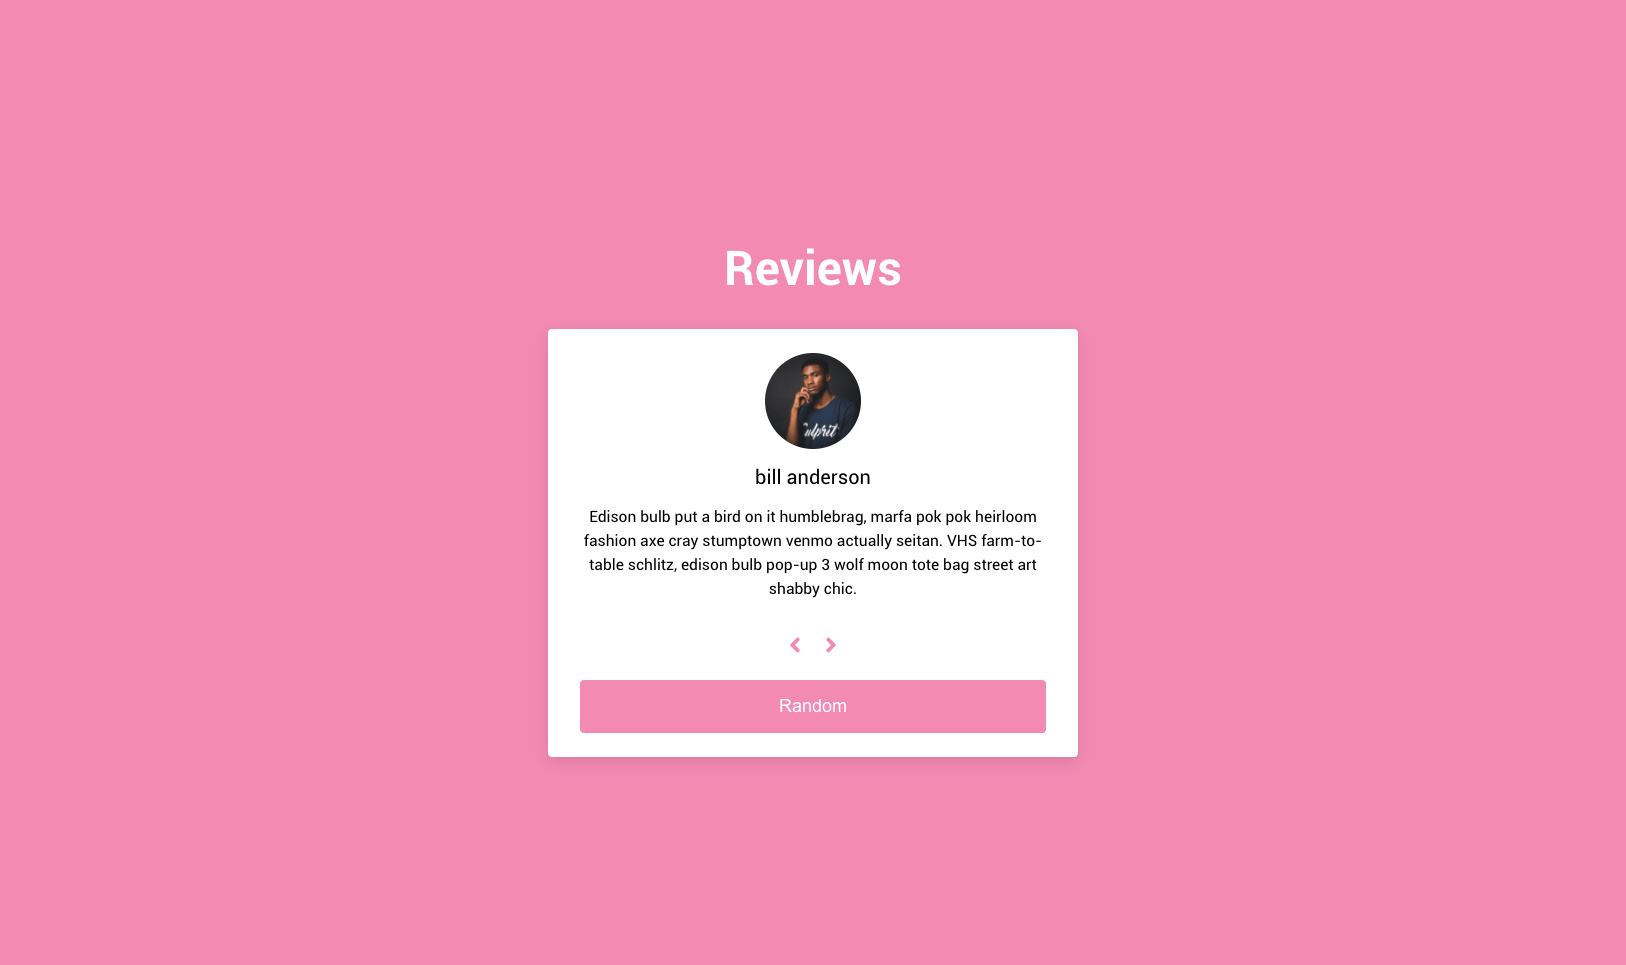 Reviews
ulprit
bill anderson
Edison bulb put a bird on it humblebrag, marfa pok pok heirloom
fashion axe cray stumptown venmo actually seitan. VHS farm-to-
table schlitz, edison bulb pop-up 3 wolf moon tote bag street art
shabby chic.
Random